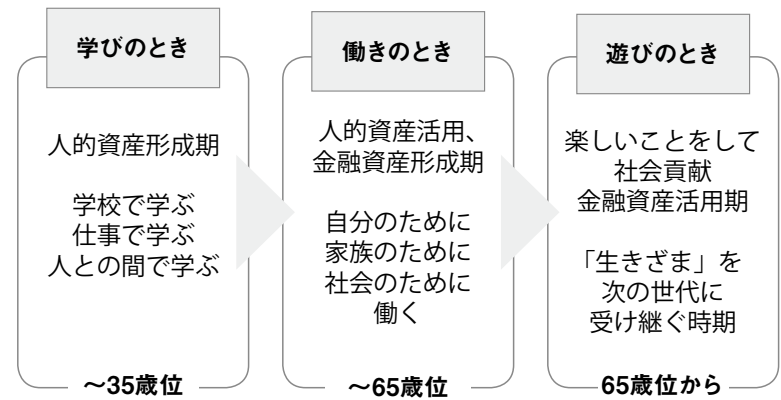 学びのとき
人的資産形成期
学校で学ぶ
仕事で学ぶ
人との間で学ぶ
～35歳位
働きのとき
人的資産活用、
金融資産形成期
自分のために
家族のために
社会のために
働く
～65歳位
遊びのとき
楽しいことをして
社会貢献
金融資産活用期
「生きざま」を
次の世代に
受け継ぐ時期
65歳位から